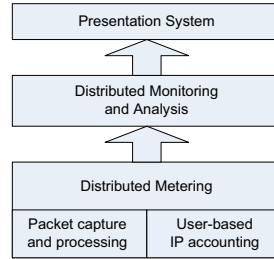 Presentation System
Distributed Monitoring
and Analysis
Distributed Metering
Packet capture
and processing
User-based
IP accounting